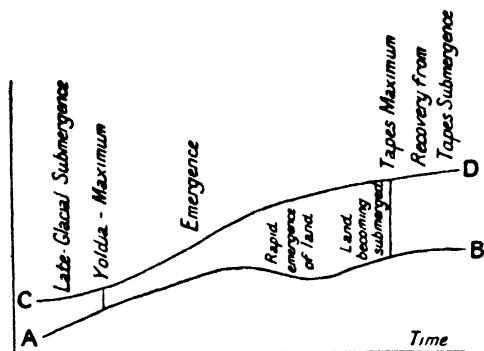 Late-Glacial Submergence
Yoldia - Maximum
Emergence
Rapid
emergence
of land
Land
becoming
submerged
Tapes Maximum
Recovery from
Tapes Submergence
C
A
D
B
Time